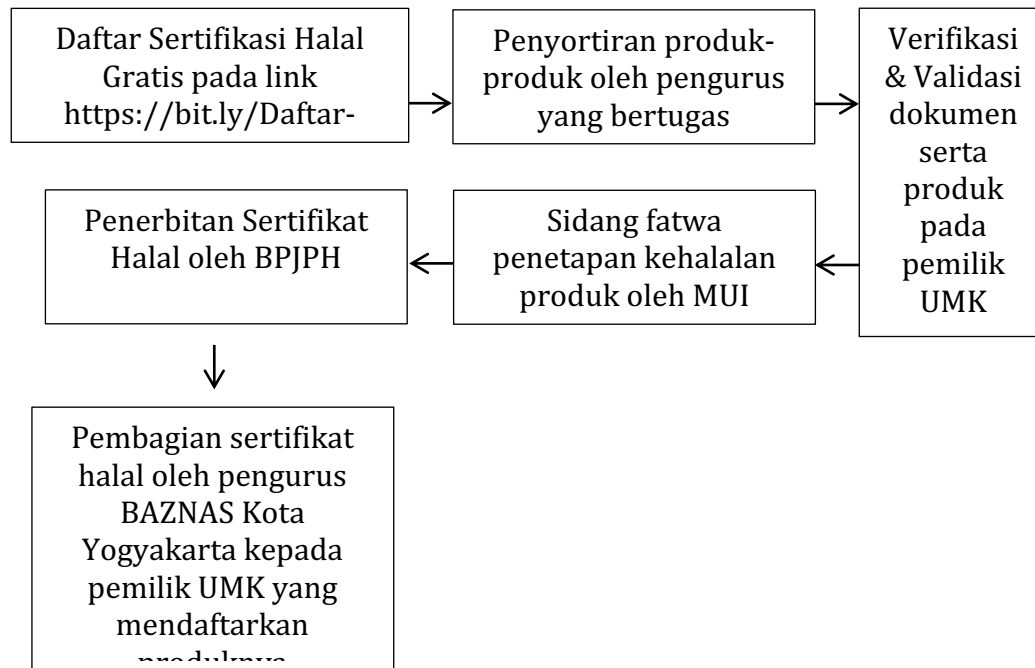 Daftar Sertifikasi Halal
Gratis pada link
https://bit.ly/Daftar-
Penyortiran produk-
produk oleh pengurus
yang bertugas
Verifikasi
& Validasi
dokumen
serta
produk
pada
pemilik
UMK
Sidang fatwa
penetapan kehalalan
produk oleh MUI
Penerbitan Sertifikat
Halal oleh BPJPH
Pembagian sertifikat
halal oleh pengurus
BAZNAS Kota
Yogyakarta kepada
pemilik UMK yang
mendaftarkan
produknya